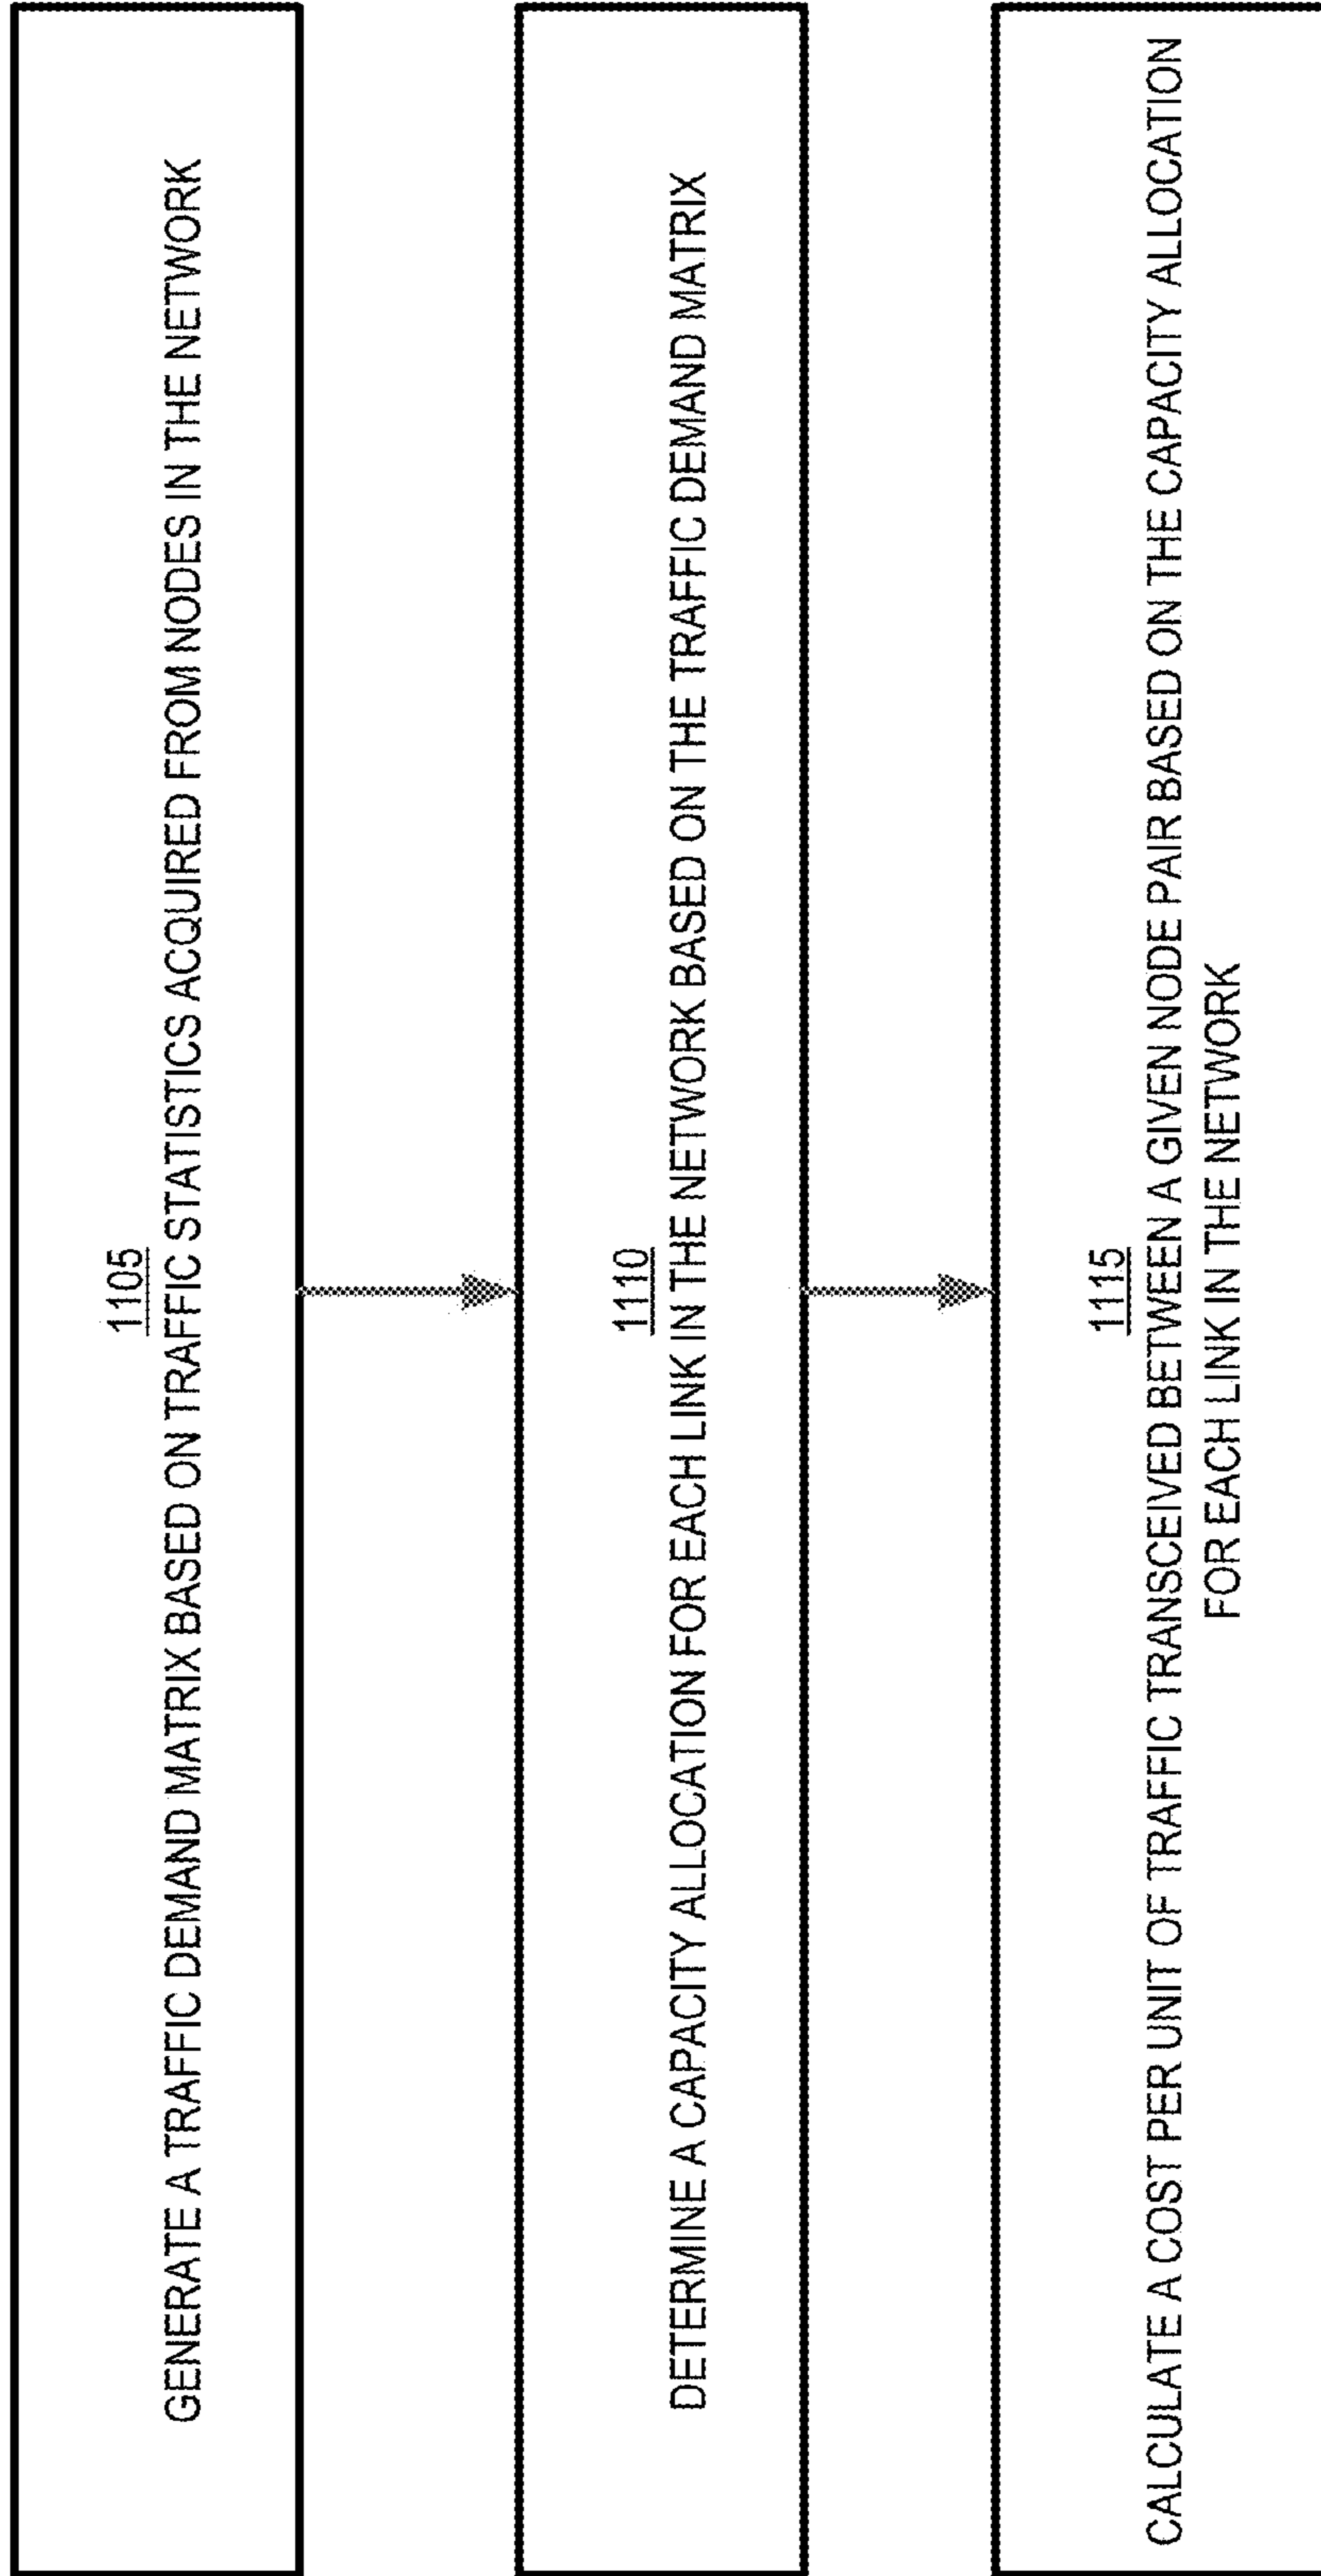 1105
GENERATE A TRAFFIC DEMAND MATRIX BASED ON TRAFFIC STATISTICS ACQUIRED FROM NODES IN THE NETWORK
1110
DETERMINE A CAPACITY ALLOCATION FOR EACH LINK IN THE NETWORK BASED ON THE TRAFFIC DEMAND MATRIX
1115
CALCULATE A COST PER UNIT OF TRAFFIC TRANSCEIVED BETWEEN A GIVEN NODE PAIR BASED ON THE CAPACITY ALLOCATION
FOR EACH LINK IN THE NETWORK